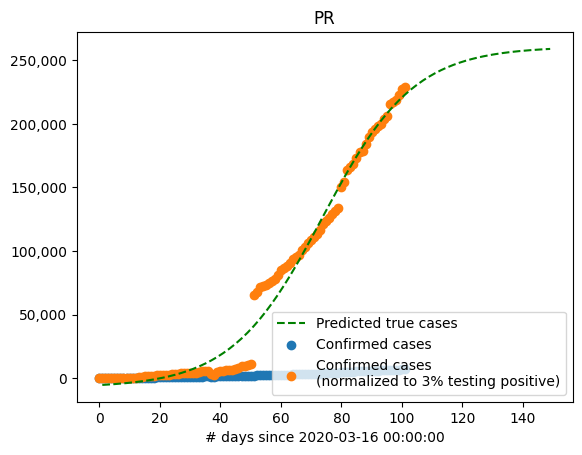 PR
250,000
200,000
150,000
100,000
50,000
0
Predicted true cases
Confirmed cases
Confirmed cases
(normalized to 3% testing positive)
0 20 40 60 80 100 120 140
# days since 2020-03-16 00:00:00